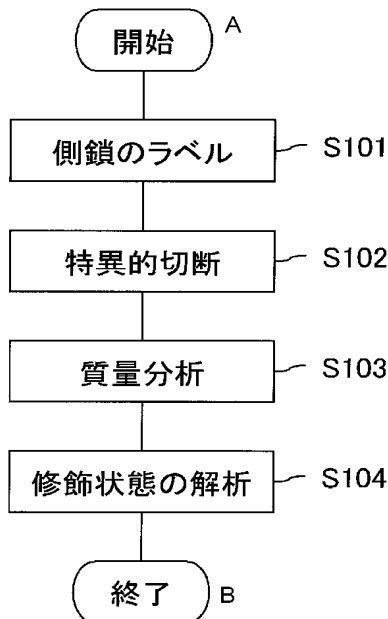 開始 A
側鎖のラベル S101
特異的切断 S102
質量分析 S103
修飾状態の解析 S104
終了 B